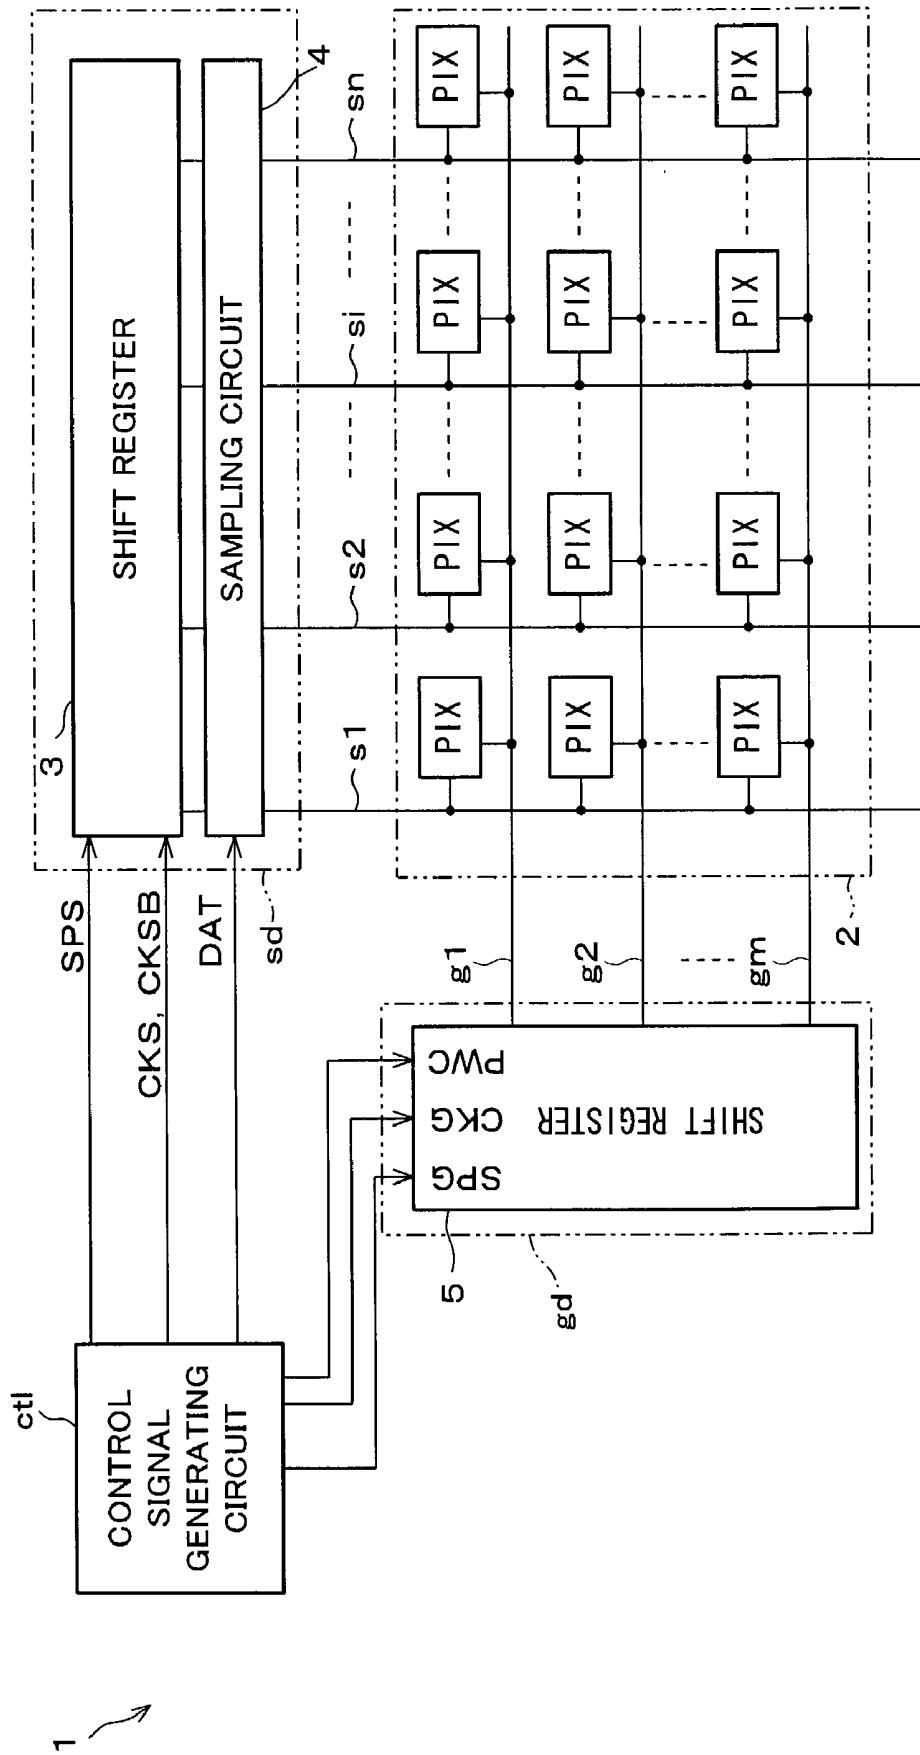 1
ctl
CONTROL
SIGNAL
GENERATING
CIRCUIT
SPS
CKS, CKSB
DAT
sd
3
SHIFT REGISTER
SAMPLING CIRCUIT
4
s1
s2
si
sn
5
gd
SPG
CKG
PWC
SHIFT REGISTER
g1
g2
gm
2
PIX PIX PIX PIX
PIX PIX PIX PIX
PIX PIX PIX PIX